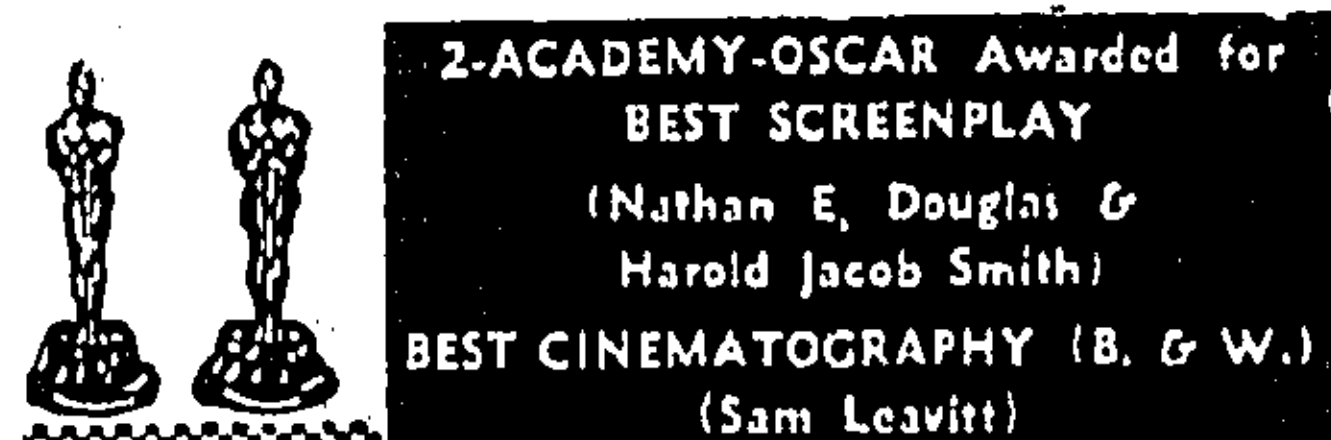 2-ACADEMY-OSCAR Awarded for
BEST SCREENPLAY
(Nathan E, Douglas &
Harold Jacob Smith)
BEST CINEMATOGRAPHY (B. & W.)
(Sam Leavitt)